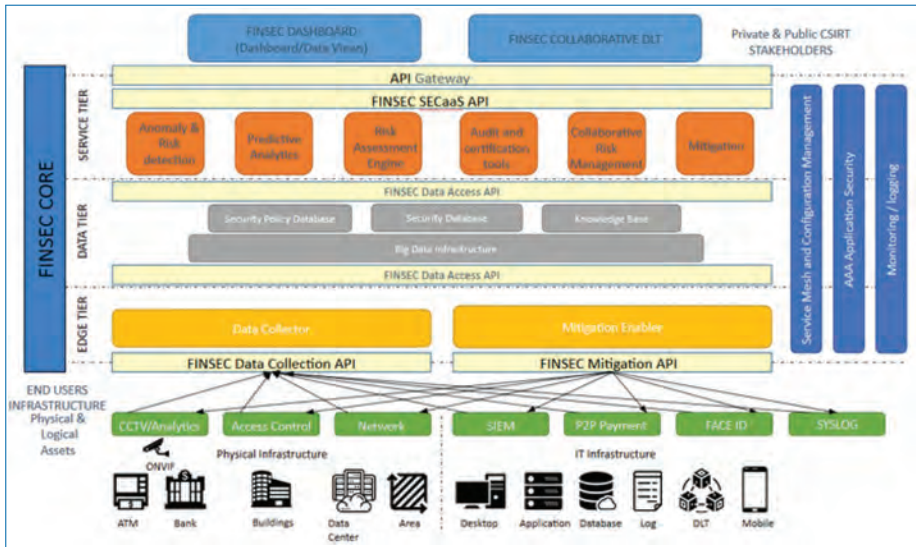 FINSEC DASHBOARD
(Dashboard/Data Views)
FINSEC COLLABORATIVE DLT
Private & Public CSIRT
STAKEHOLDERS
FINSEC CORE
SERVICE TIER
API Gateway
FINSEC SECaaS API
Anomaly &
Risk
detection
Predictive
Analytics
Risk
Assessment
Engine
Audit and
certification
tools
Collaborative
Risk
Management
Mitigation
DATA TIER
FINSEC Data Access API
Security Policy Database
Security Database
Knowledge Base
Big Data Infrastructure
FINSEC Data Access API
EDGE TIER
Data Collector
Mitigation Enabler
FINSEC Data Collection API
FINSEC Mitigation API
Service Mesh and Configuration Management
AAA Application Security
Monitoring / logging
END USERS
INFRASTRUCTURE
Physical &
Logical
Assets
CCTV/Analytics
Access Control
Network
SIEM
P2P Payment
FACE ID
SYSLOG
ONVIF
Physical Infrastructure
IT Infrastructure
ATM
Bank
Buildings
Data
Center
Area
Desktop
Application
Database
Log
DLT
Mobile